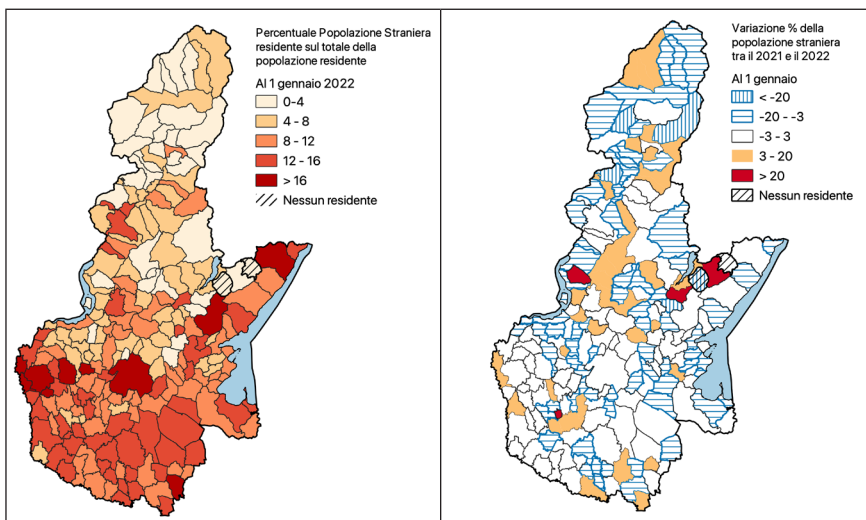 Percentuale Popolazione Straniera
residente sul totale della
popolazione residente
Al 1 gennaio 2022
0-4
4 - 8
8 - 12
12 - 16
> 16
Nessun residente
Variazione % della
popolazione straniera
tra il 2021 e il 2022
Al 1 gennaio
< -20
-20 - -3
-3 - 3
3 - 20
> 20
Nessun residente